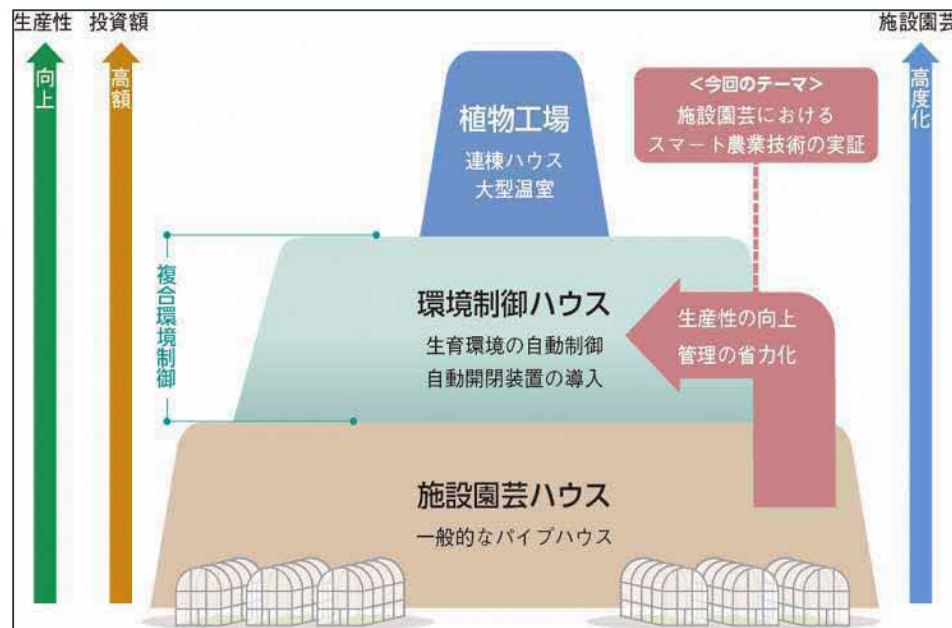 生産性
投資額
施設園芸
向上
高額
高度化
<今回のテーマ>
施設園芸における
スマート農業技術の実証
植物工場
連棟ハウス
大型温室
複合環境制御
環境制御ハウス
生育環境の自動制御
自動開閉装置の導入
生産性の向上
管理の省力化
施設園芸ハウス
一般的なパイプハウス